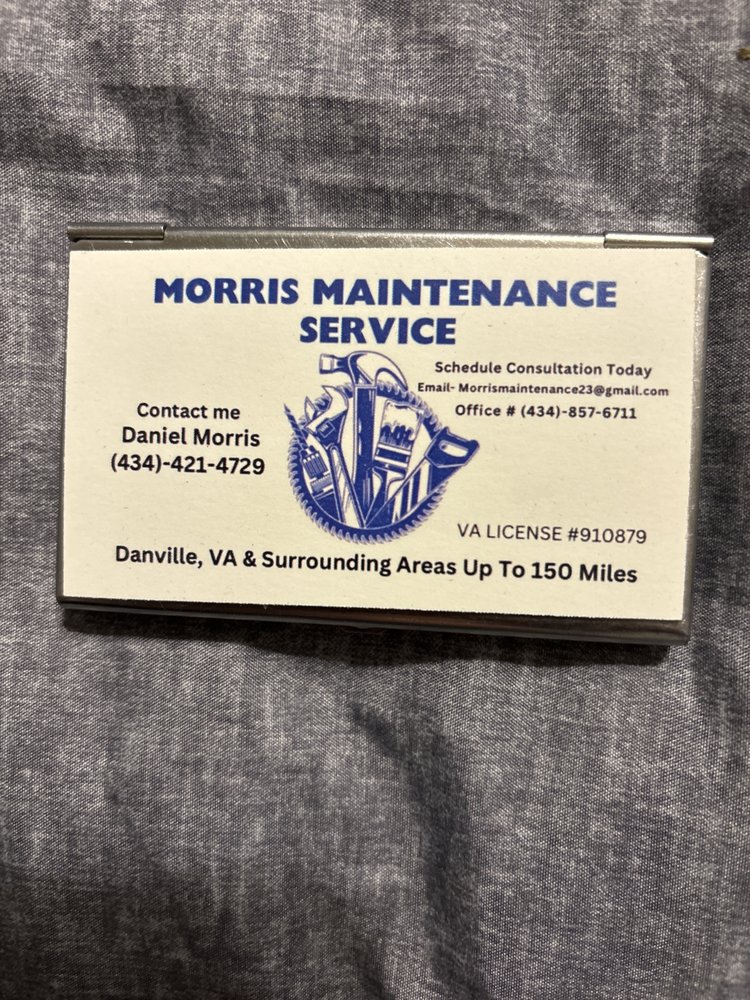 MORRIS MAINTENANCE
SERVICE
Schedule Consultation Today
Email- Morrismaintenance23@gmail.com
Office # (434)-857-6711
Contact me
Daniel Morris
(434)-421-4729
VA LICENSE #910879
Danville, VA & Surrounding Areas Up To 150 Miles